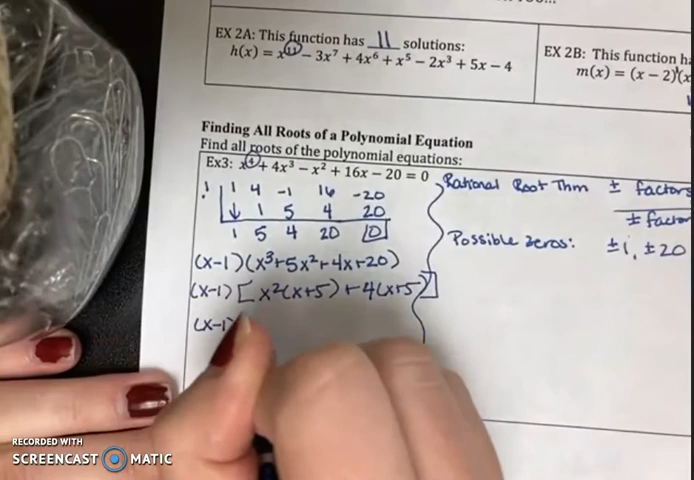 EX 2A: This function has 11 solutions:
h(x) = x¹¹ − 3x⁷ + 4x⁶ + x⁵ − 2x³ + 5x − 4
EX 2B: This function ha
m(x) = (x − 2)⁴(x
Finding All Roots of a Polynomial Equation
Find all roots of the polynomial equations:
Ex3: x⁴ + 4x³ − x² + 16x − 20 = 0
1 1 4 -1 16 -20
↓ 1 5 4 20
1 5 4 20 0
(x-1)(x³+5x²+4x+20)
(x-1)[x²(x+5)+4(x+5)]
(x-1)
Rational Root Thm ± factors
± factor
Possible Zeros: ±1, ±20
RECORDED WITH
SCREENCAST MATIC